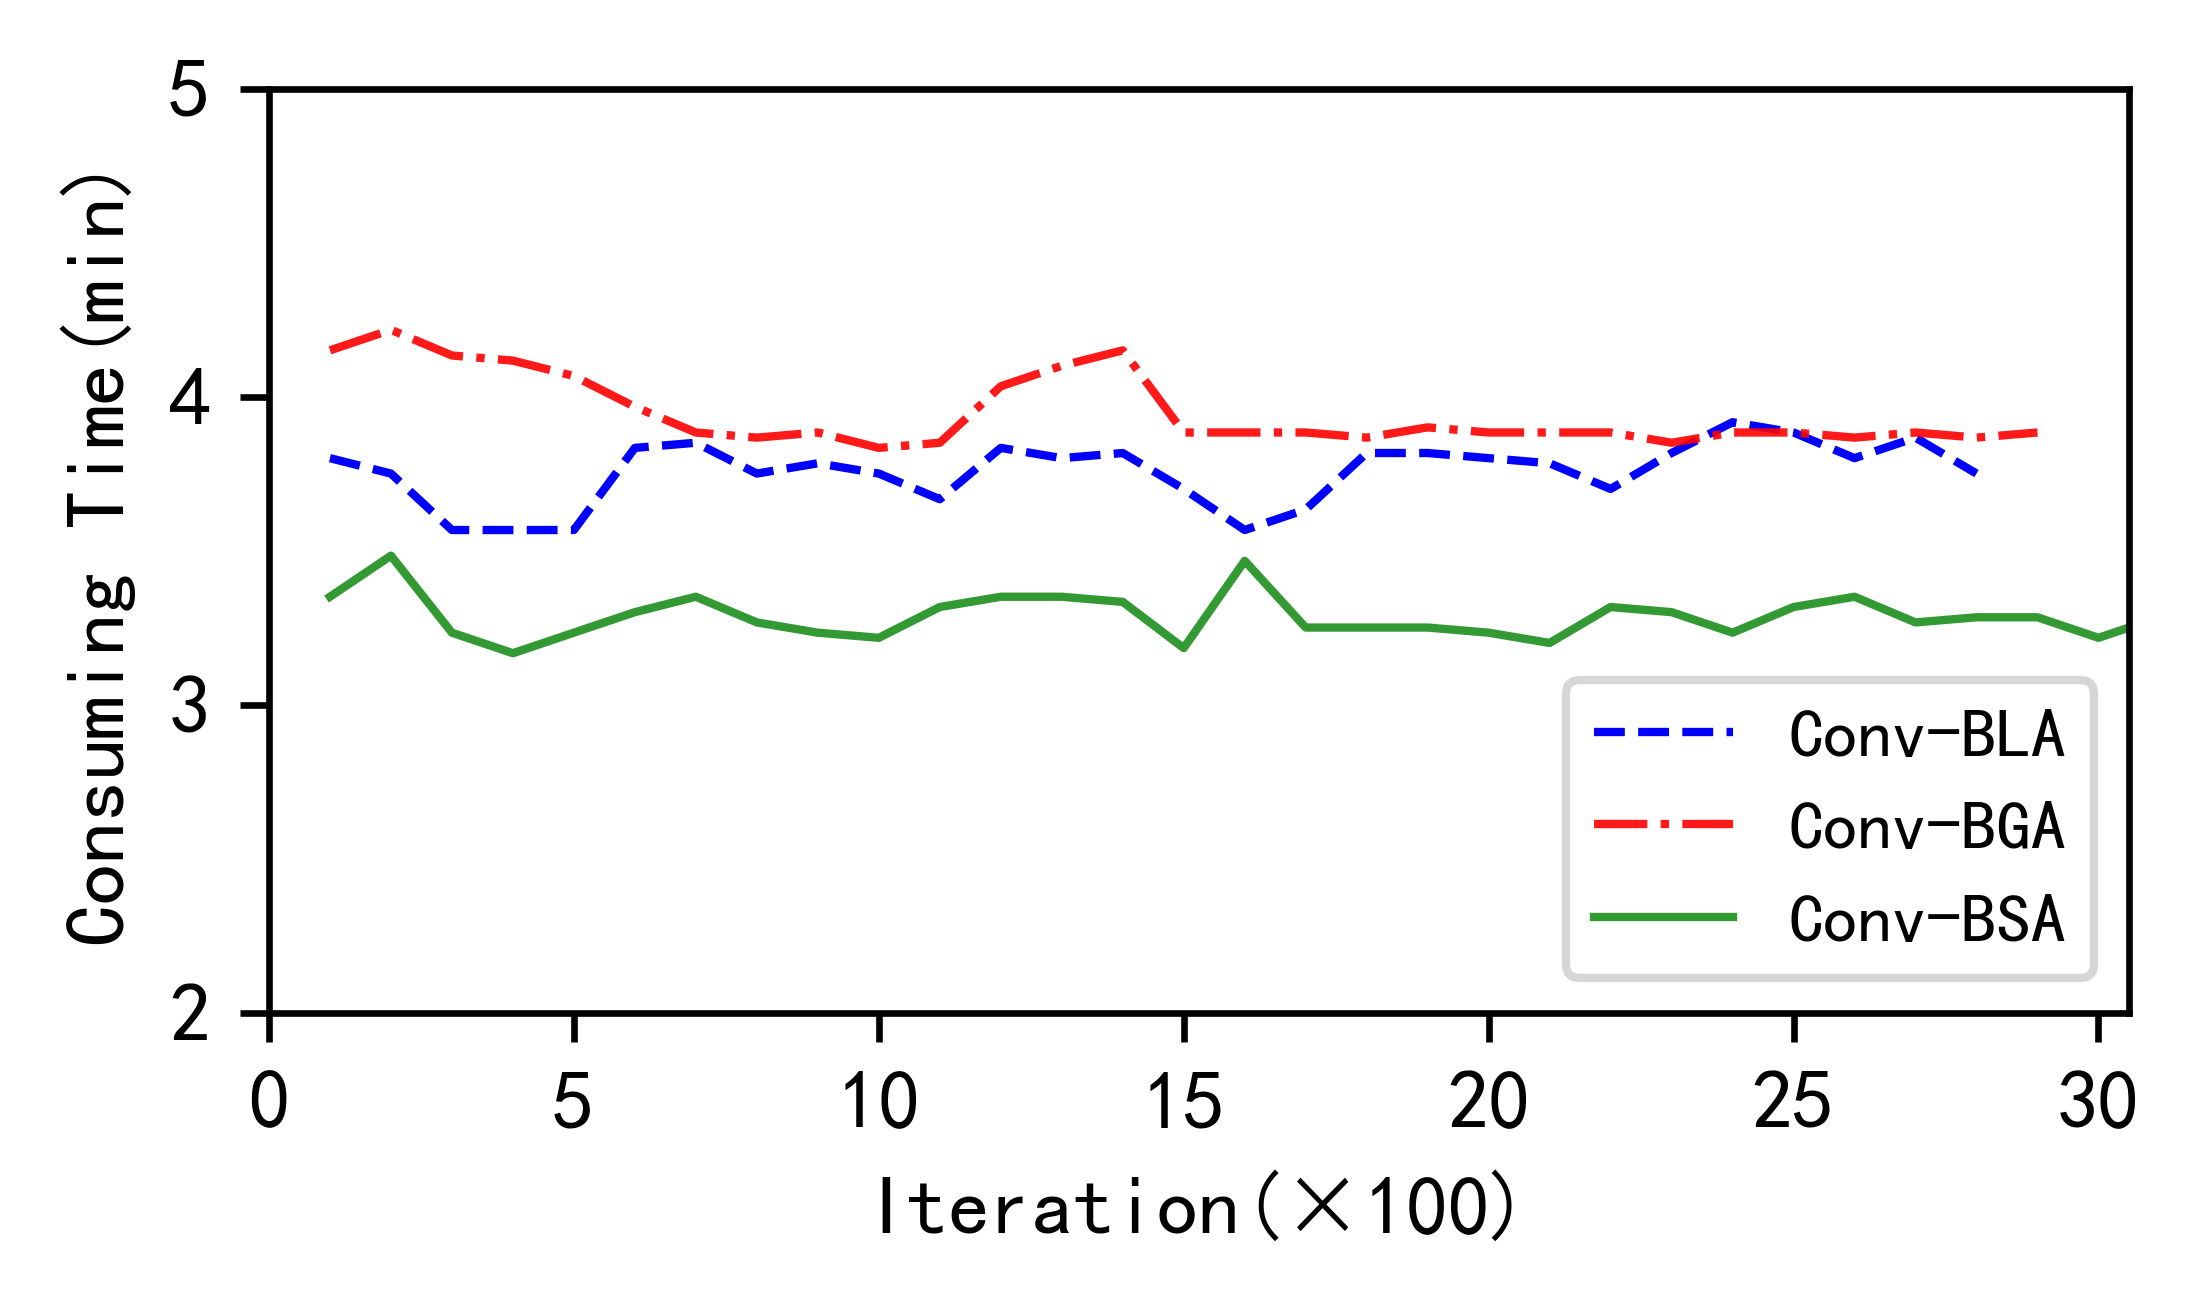 5
4
3
2
Consuming Time(min)
Conv-BLA
Conv-BGA
Conv-BSA
0 5 10 15 20 25 30
Iteration(×100)